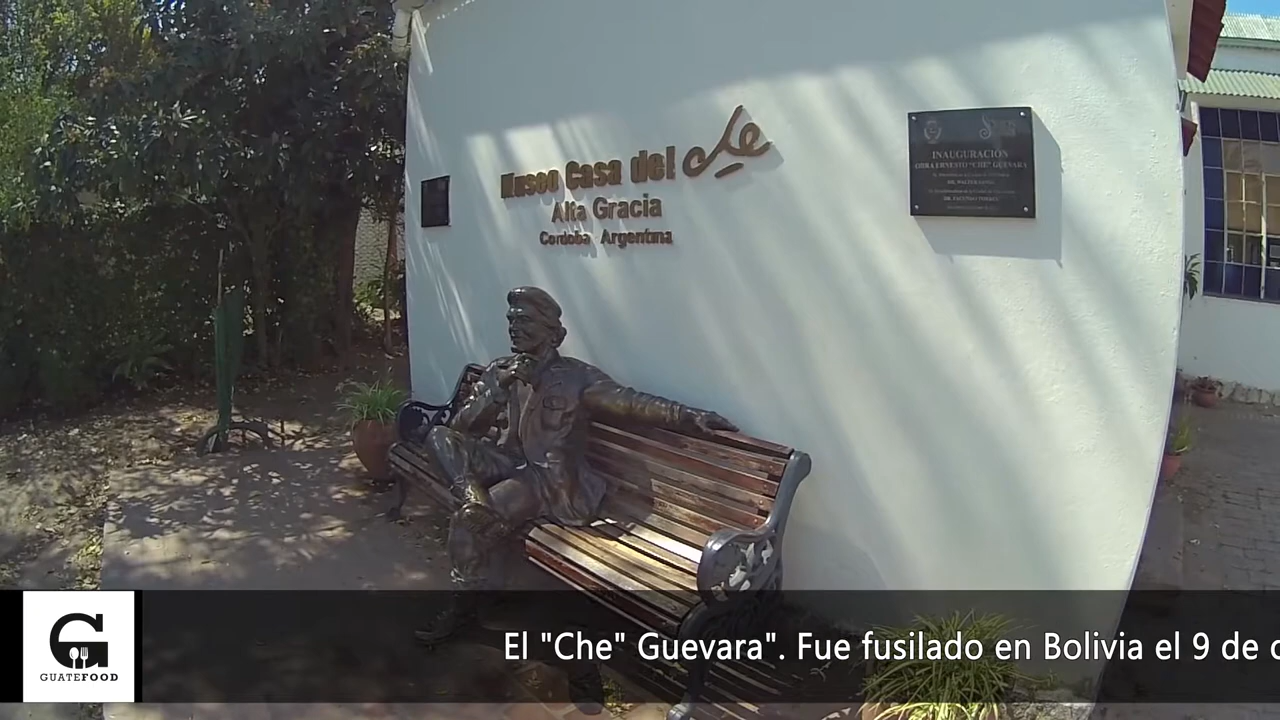 Museo Casa del che
Alta Gracia
Cordoba Argentina
INAUGURACIÓN
OBRA ERNESTO "CHE" GUEVARA
G
GUATEFOOD
El "Che" Guevara". Fue fusilado en Bolivia el 9 de